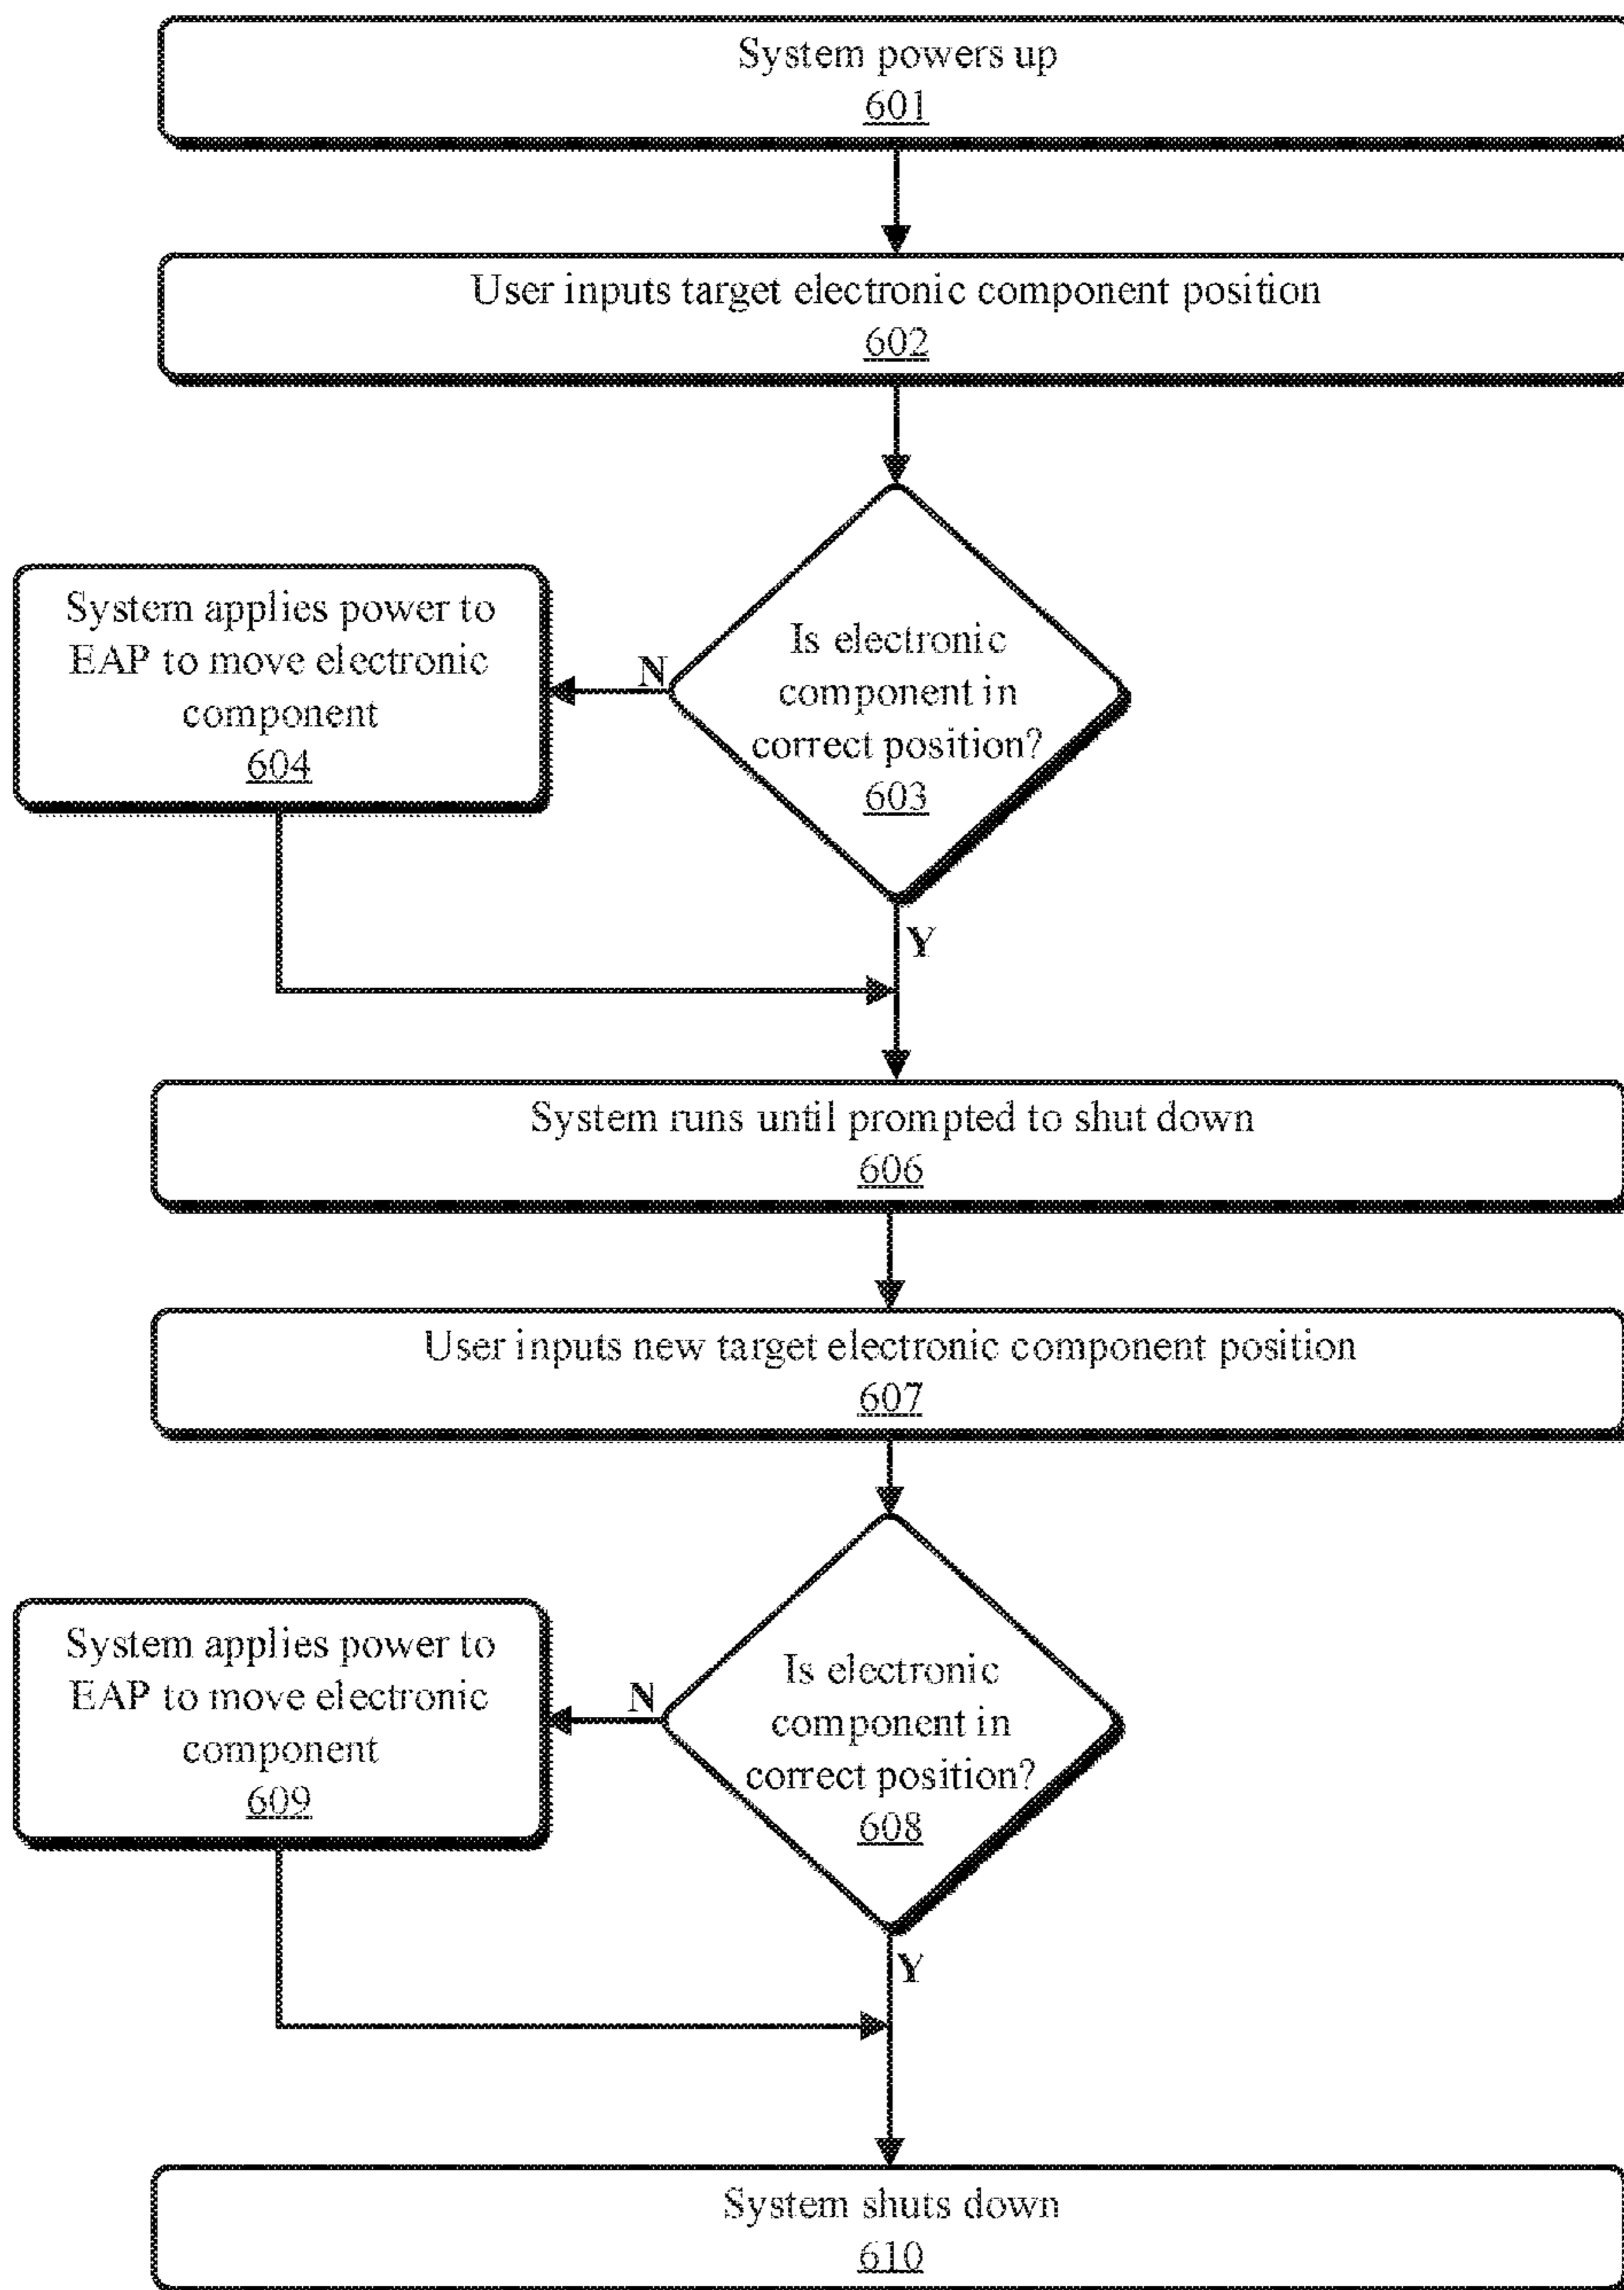 System powers up
601
User inputs target electronic component position
602
Is electronic
component in
correct position?
603
N
System applies power to
EAP to move electronic
component
604
Y
System runs until prompted to shut down
606
User inputs new target electronic component position
607
Is electronic
component in
correct position?
608
N
System applies power to
EAP to move electronic
component
609
Y
System shuts down
610